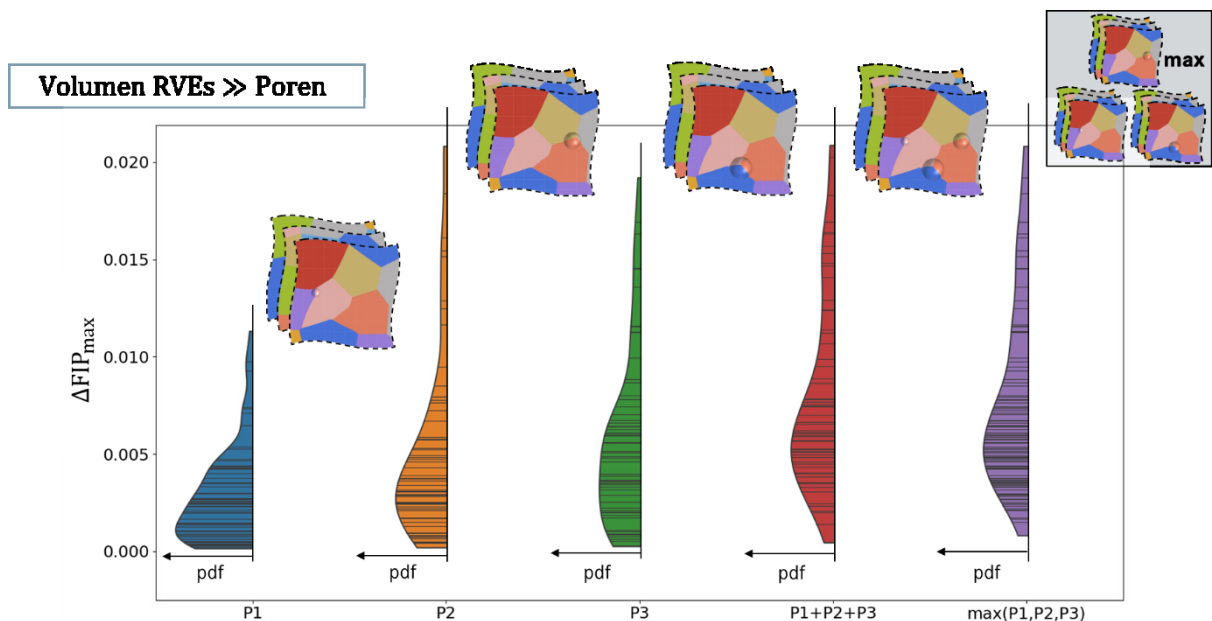 Volumen RVEs ≫ Poren
max
ΔFIPmax
0.020
0.015
0.010
0.005
0.000
pdf
pdf
pdf
pdf
pdf
P1
P2
P3
P1+P2+P3
max(P1,P2,P3)